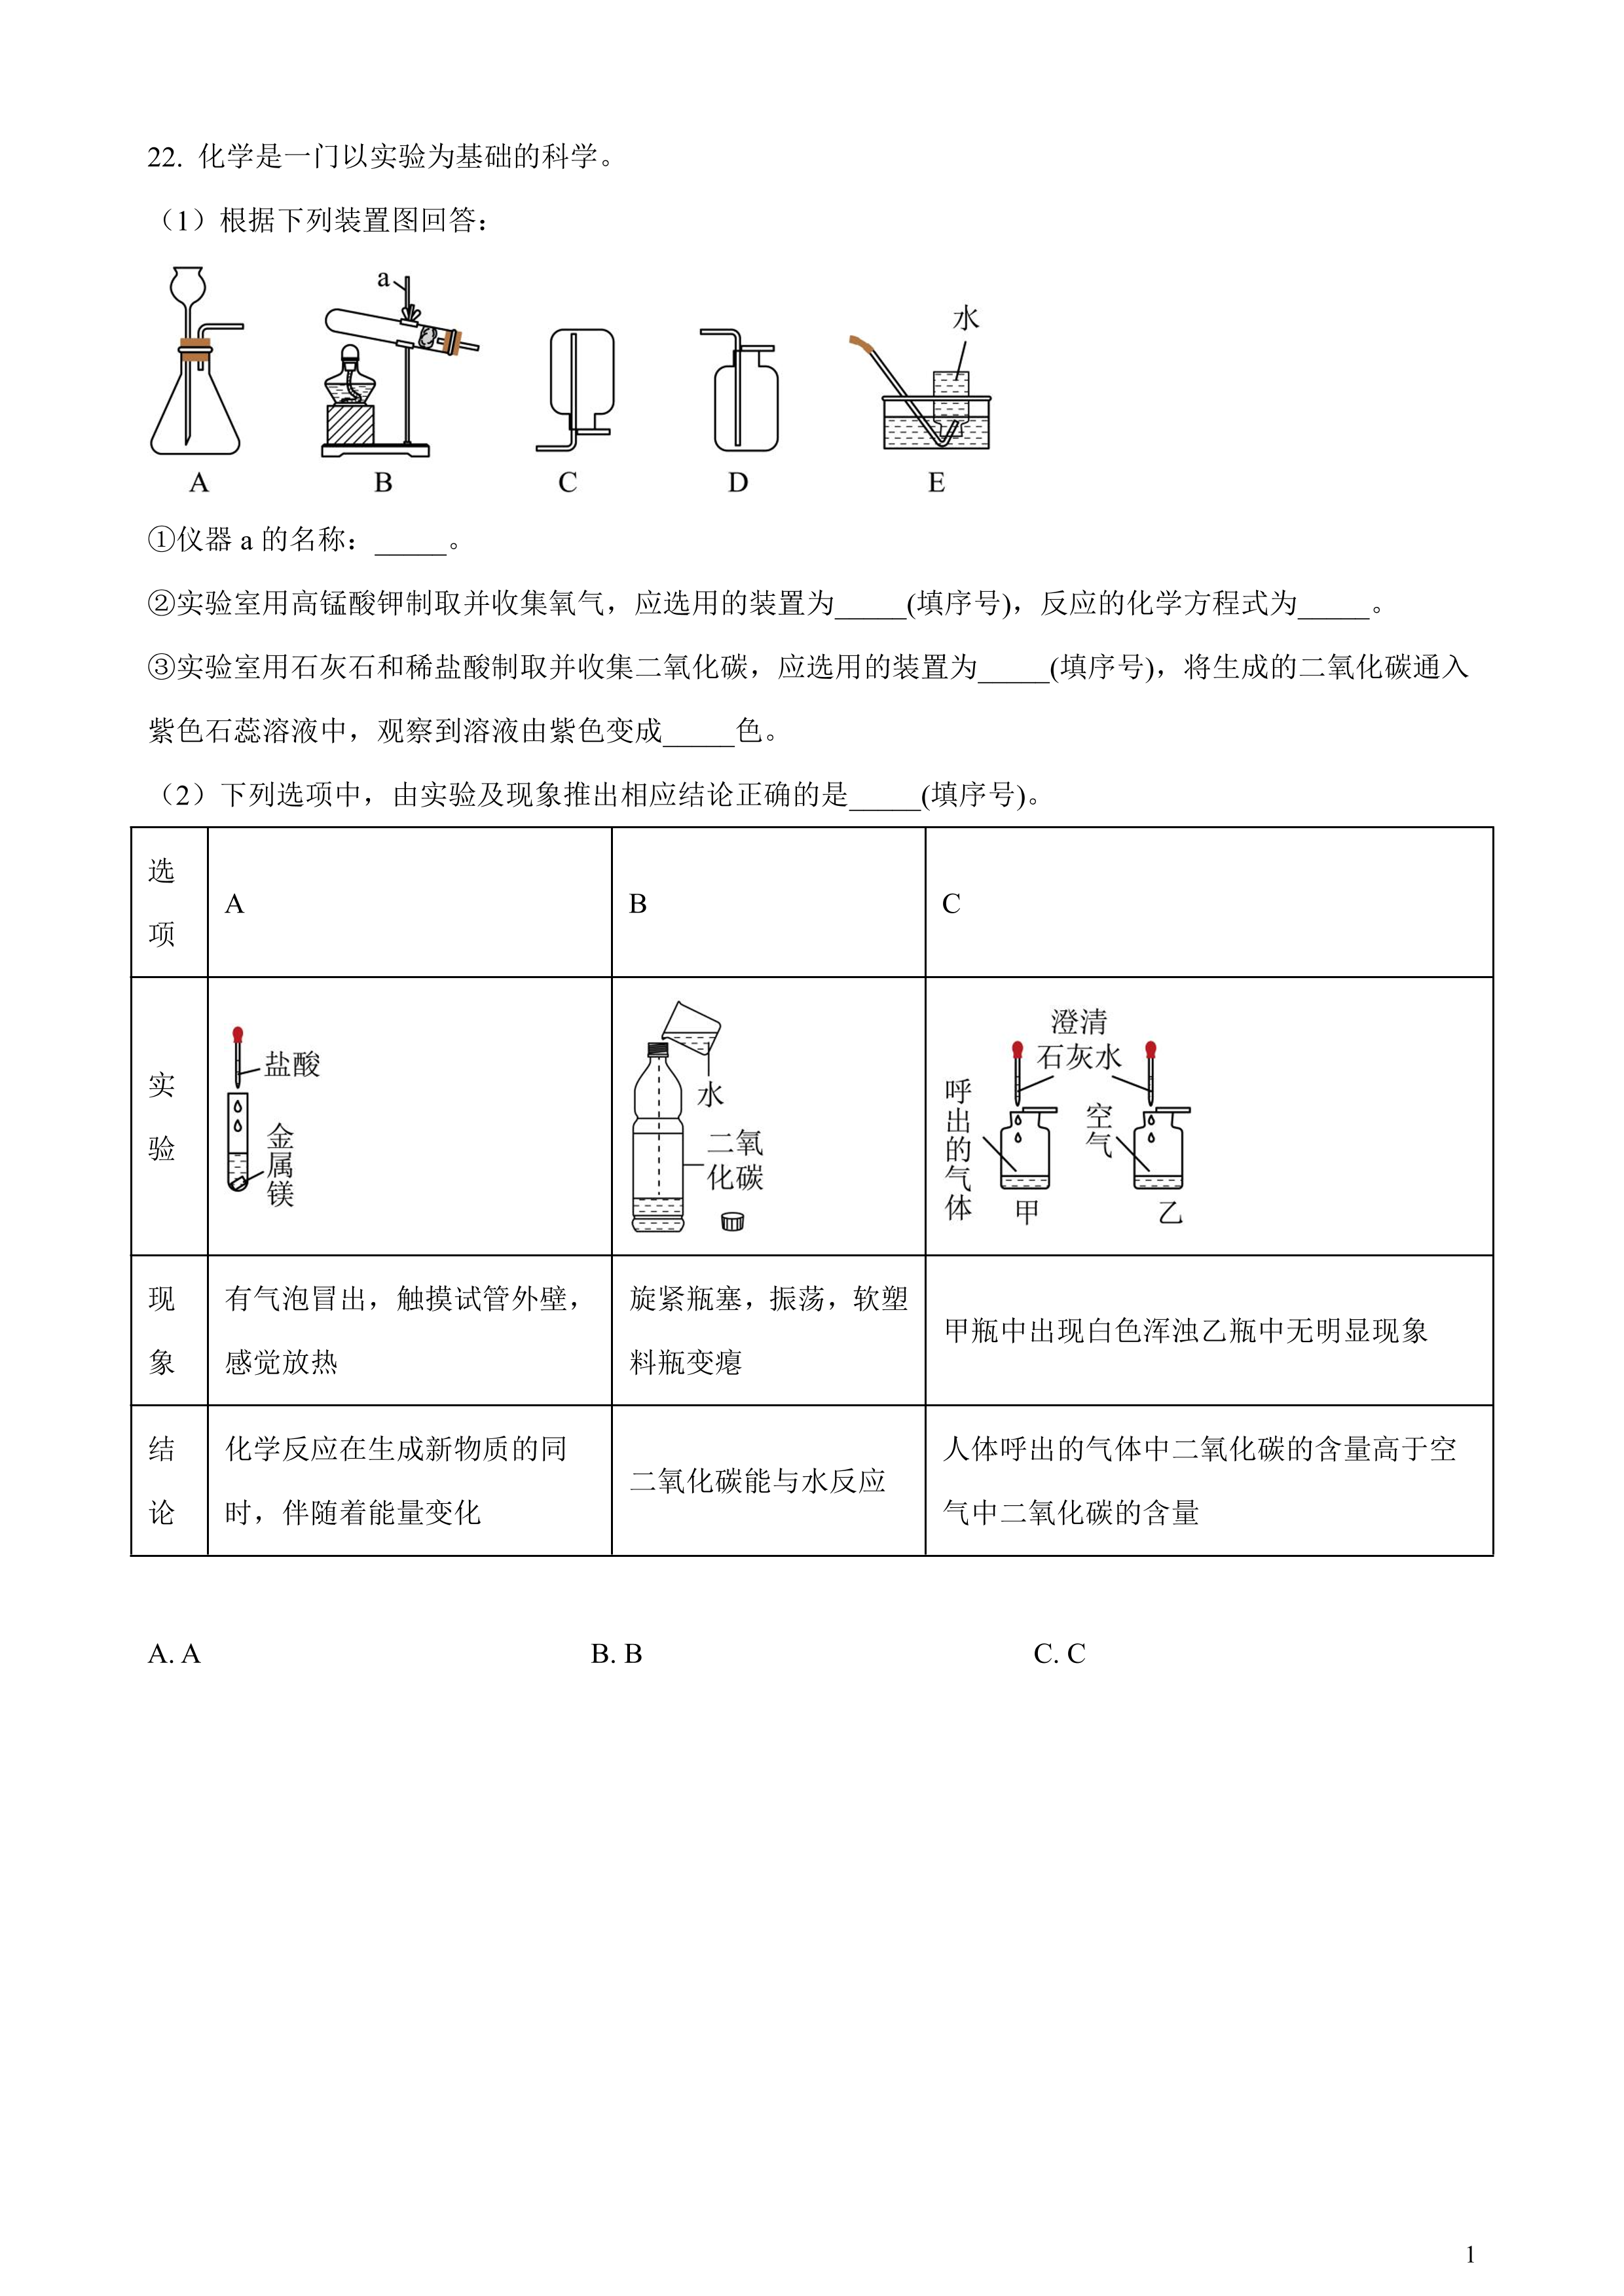 22. 化学是一门以实验为基础的科学。
（1）根据下列装置图回答：
a
水
A B C D E
①仪器 a 的名称：_____。
②实验室用高锰酸钾制取并收集氧气，应选用的装置为_____(填序号)，反应的化学方程式为_____。
③实验室用石灰石和稀盐酸制取并收集二氧化碳，应选用的装置为_____(填序号)，将生成的二氧化碳通入
紫色石蕊溶液中，观察到溶液由紫色变成_____色。
（2）下列选项中，由实验及现象推出相应结论正确的是_____(填序号)。
选
项
A
B
C
实
验
盐酸
金
属
镁
水
二氧
化碳
澄清
石灰水
呼
出
的
气
体
空
气
甲
乙
现
象
有气泡冒出，触摸试管外壁，
感觉放热
旋紧瓶塞，振荡，软塑
料瓶变瘪
甲瓶中出现白色浑浊乙瓶中无明显现象
结
论
化学反应在生成新物质的同
时，伴随着能量变化
二氧化碳能与水反应
人体呼出的气体中二氧化碳的含量高于空
气中二氧化碳的含量
A. A B. B C. C
1